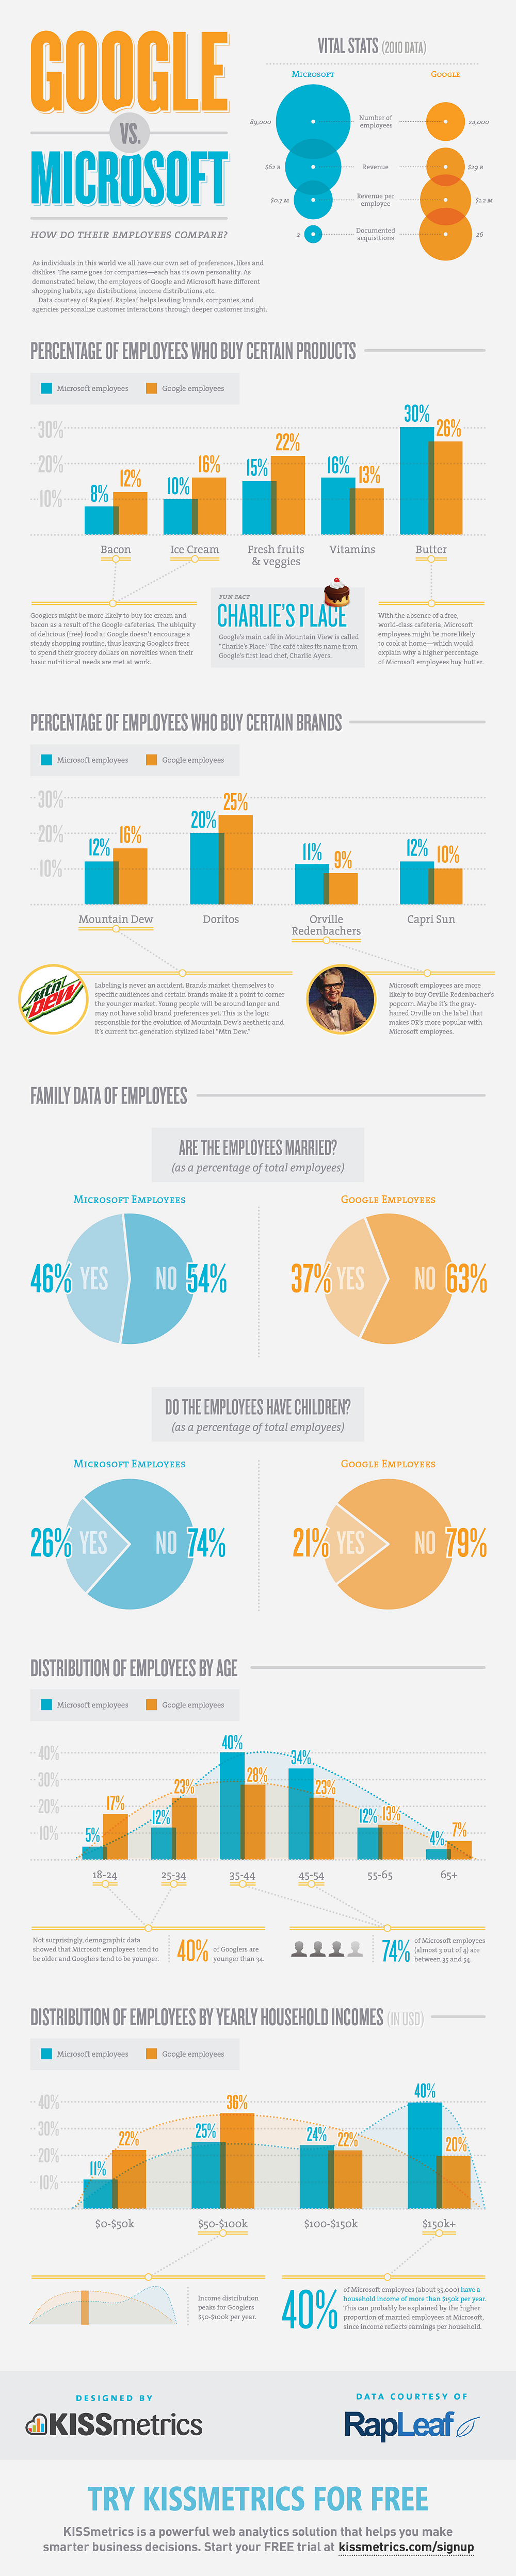 GOOGLE
VS.
MICROSOFT
HOW DO THEIR EMPLOYEES COMPARE?
As individuals in this world we all have our own set of preferences, likes and
dislikes. The same goes for companies—each has its own personality. As
demonstrated below, the employees of Google and Microsoft have different
shopping habits, age distributions, income distributions, etc.
Data courtesy of Rapleaf. Rapleaf helps leading brands, companies, and
agencies personalize customer interactions through deeper customer insight.
VITAL STATS (2010 DATA)
MICROSOFT GOOGLE
89,000 Number of employees 24,000
$62 B Revenue $29 B
$0.7 M Revenue per employee $1.2 M
2 Documented acquisitions 26
PERCENTAGE OF EMPLOYEES WHO BUY CERTAIN PRODUCTS
Microsoft employees Google employees
30%
20%
10%
8% 12% 10% 16% 15% 22% 16% 13% 30% 26%
Bacon Ice Cream Fresh fruits & veggies Vitamins Butter
Googlers might be more likely to buy ice cream and
bacon as a result of the Google cafeterias. The ubiquity
of delicious (free) food at Google doesn't encourage a
steady shopping routine, thus leaving Googlers freer
to spend their grocery dollars on novelties when their
basic nutritional needs are met at work.
FUN FACT
CHARLIE'S PLACE
Google's main café in Mountain View is called
"Charlie's Place." The café takes its name from
Google's first lead chef, Charlie Ayers.
With the absence of a free,
world-class cafeteria, Microsoft
employees might be more likely
to cook at home—which would
explain why a higher percentage
of Microsoft employees buy butter.
PERCENTAGE OF EMPLOYEES WHO BUY CERTAIN BRANDS
Microsoft employees Google employees
30%
20%
10%
12% 16% 20% 25% 11% 9% 12% 10%
Mountain Dew Doritos Orville Redenbachers Capri Sun
Mtn DEW
Labeling is never an accident. Brands market themselves to
specific audiences and certain brands make it a point to corner
the younger market. Young people will be around longer and
may not have solid brand preferences yet. This is the logic
responsible for the evolution of Mountain Dew's aesthetic and
it's current txt-generation stylized label "Mtn Dew."
Microsoft employees are more
likely to buy Orville Redenbacher's
popcorn. Maybe it's the gray-
haired Orville on the label that
makes OR's more popular with
Microsoft employees.
FAMILY DATA OF EMPLOYEES
ARE THE EMPLOYEES MARRIED?
(as a percentage of total employees)
MICROSOFT EMPLOYEES GOOGLE EMPLOYEES
46% YES NO 54% 37% YES NO 63%
DO THE EMPLOYEES HAVE CHILDREN?
(as a percentage of total employees)
MICROSOFT EMPLOYEES GOOGLE EMPLOYEES
26% YES NO 74% 21% YES NO 79%
DISTRIBUTION OF EMPLOYEES BY AGE
Microsoft employees Google employees
40%
30%
20%
10%
5% 17% 12% 23% 40% 28% 34% 23% 12% 13% 4% 7%
18-24 25-34 35-44 45-54 55-65 65+
Not surprisingly, demographic data
showed that Microsoft employees tend to
be older and Googlers tend to be younger.
40% of Googlers are
younger than 34.
74% of Microsoft employees
(almost 3 out of 4) are
between 35 and 54.
DISTRIBUTION OF EMPLOYEES BY YEARLY HOUSEHOLD INCOMES (IN USD)
Microsoft employees Google employees
40%
30%
20%
10%
11% 22% 25% 36% 24% 22% 40% 20%
$0-$50k $50-$100k $100-$150k $150k+
Income distribution
peaks for Googlers
$50-$100k per year.
40%
of Microsoft employees (about 35,000) have a
household income of more than $150k per year.
This can probably be explained by the higher
proportion of married employees at Microsoft,
since income reflects earnings per household.
DESIGNED BY
KISSmetrics
DATA COURTESY OF
RapLeaf
TRY KISSMETRICS FOR FREE
KISSmetrics is a powerful web analytics solution that helps you make
smarter business decisions. Start your FREE trial at kissmetrics.com/signup